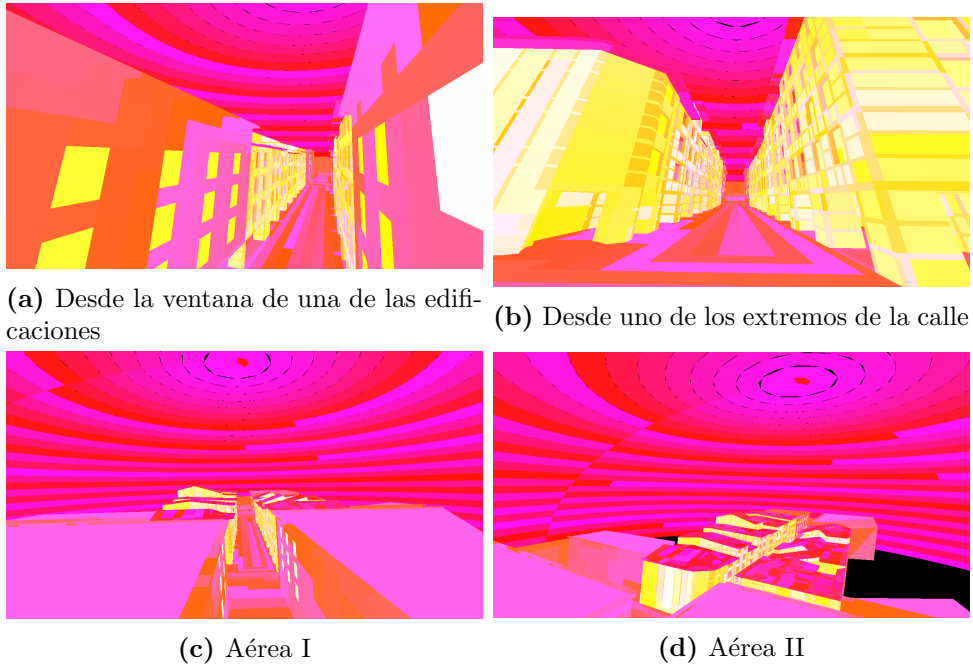 (a) Desde la ventana de una de las edifi-
caciones
(b) Desde uno de los extremos de la calle
(c) Aérea I
(d) Aérea II